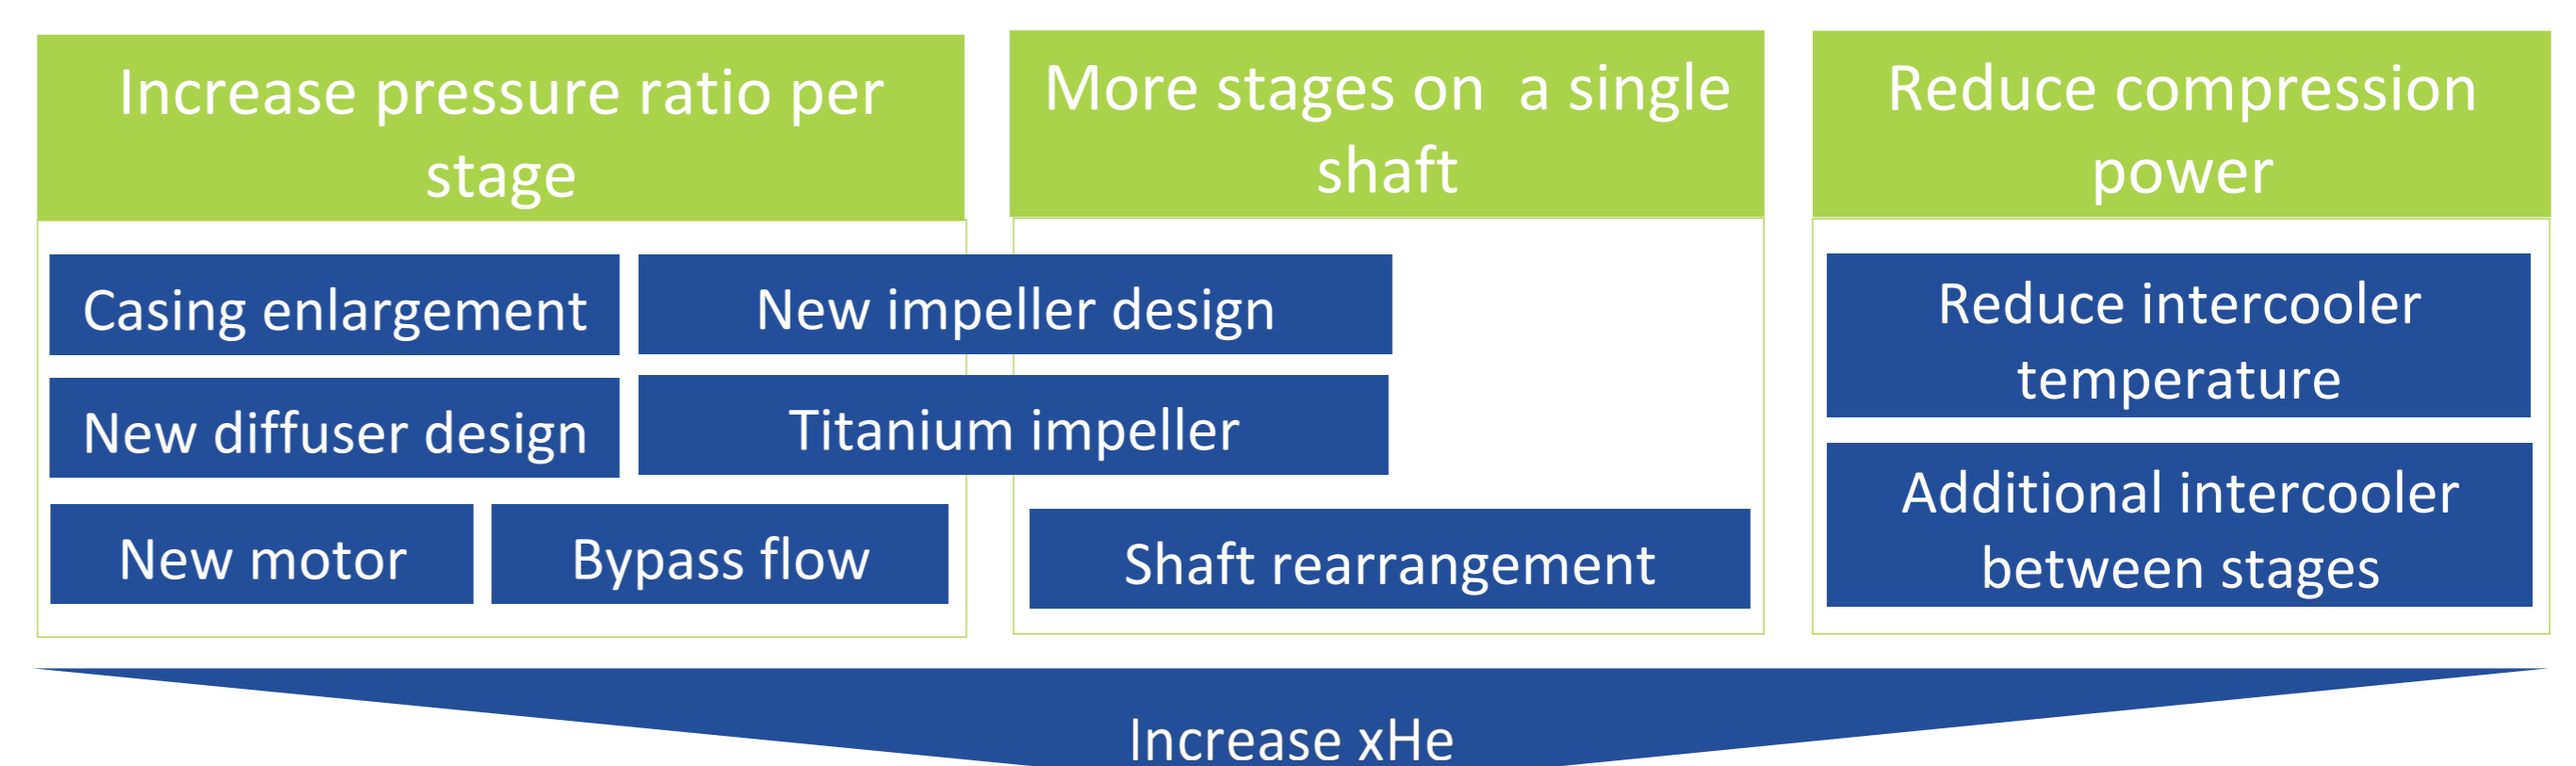 Increase pressure ratio per
stage
More stages on a single
shaft
Reduce compression
power
Casing enlargement
New impeller design
New diffuser design
Titanium impeller
New motor
Bypass flow
Shaft rearrangement
Reduce intercooler
temperature
Additional intercooler
between stages
Increase xHe